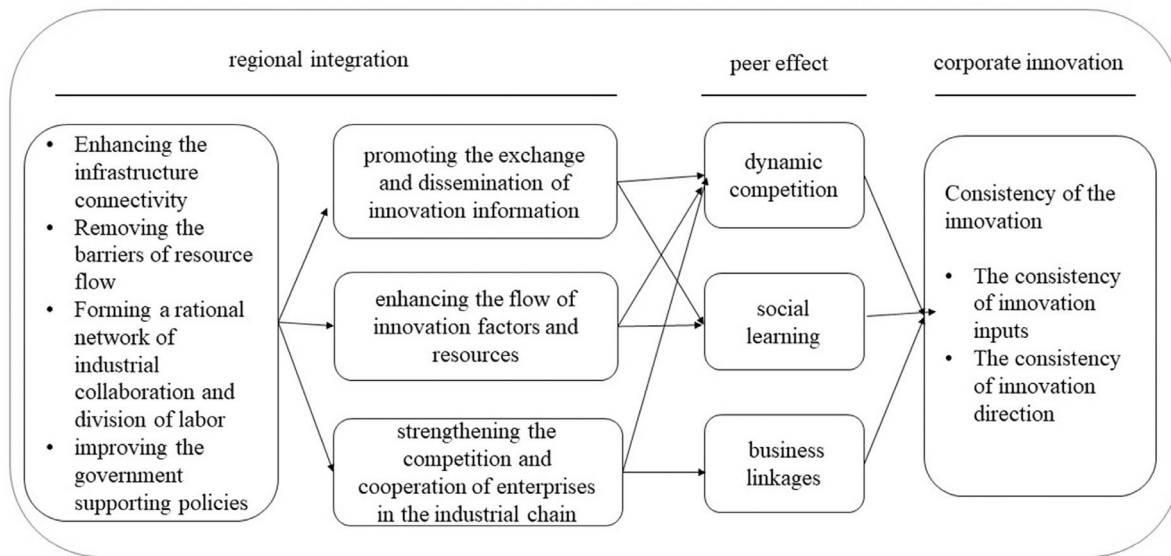 regional integration
peer effect
corporate innovation
• Enhancing the
infrastructure
connectivity
• Removing the
barriers of resource
flow
• Forming a rational
network of
industrial
collaboration and
division of labor
• improving the
government
supporting policies
promoting the exchange
and dissemination of
innovation information
enhancing the flow of
innovation factors and
resources
strengthening the
competition and
cooperation of enterprises
in the industrial chain
dynamic
competition
social
learning
business
linkages
Consistency of the
innovation
• The consistency
of innovation
inputs
• The consistency
of innovation
direction